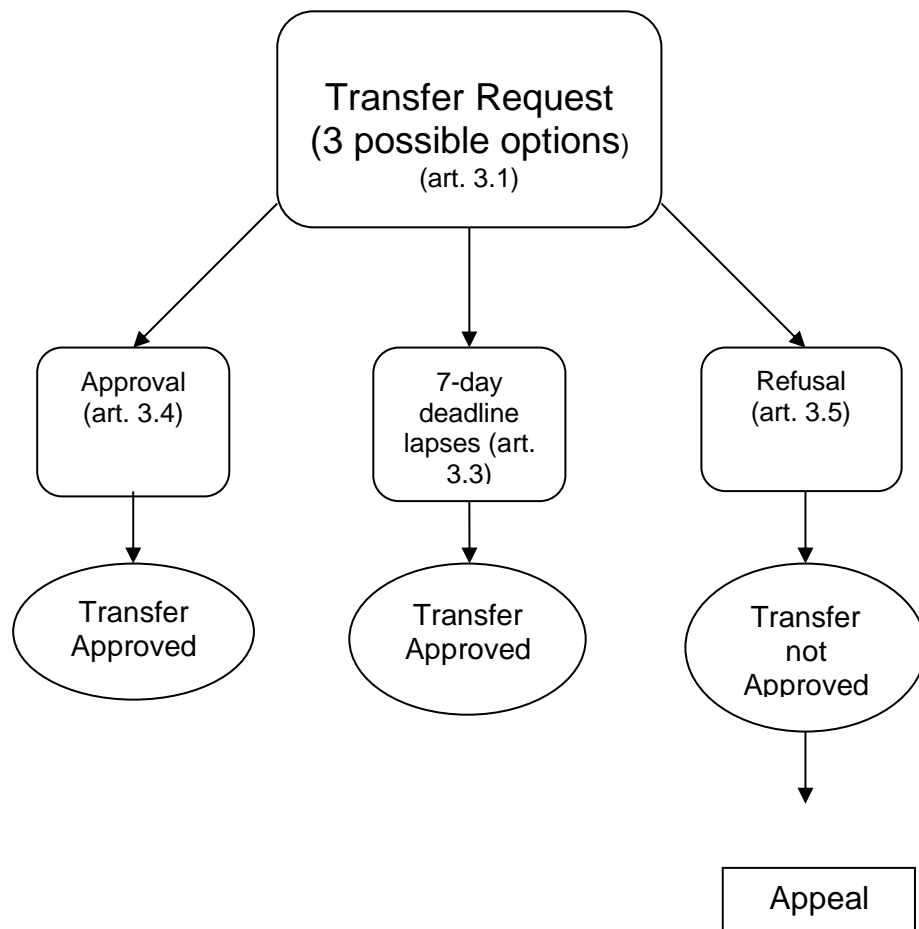 Transfer Request
(3 possible options)
(art. 3.1)
Approval
(art. 3.4)
7-day
deadline
lapses (art.
3.3)
Refusal
(art. 3.5)
Transfer
Approved
Transfer
Approved
Transfer
not
Approved
Appeal